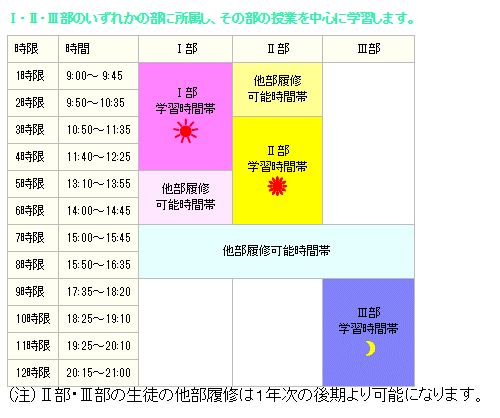 Ⅰ・Ⅱ・Ⅲ部のいずれかの部に所属し、その部の授業を中心に学習します。
時限 時間 Ⅰ部 Ⅱ部 Ⅲ部
1時限 9:00～ 9:45
2時限 9:50～10:35
3時限 10:50～11:35
4時限 11:40～12:25
5時限 13:10～13:55
6時限 14:00～14:45
7時限 15:00～15:45
8時限 15:50～16:35
9時限 17:35～18:20
10時限 18:25～19:10
11時限 19:25～20:10
12時限 20:15～21:00
Ⅰ部
学習時間帯
他部履修
可能時間帯
他部履修
可能時間帯
Ⅱ部
学習時間帯
他部履修可能時間帯
Ⅲ部
学習時間帯
(注)Ⅱ部・Ⅲ部の生徒の他部履修は１年次の後期より可能になります。